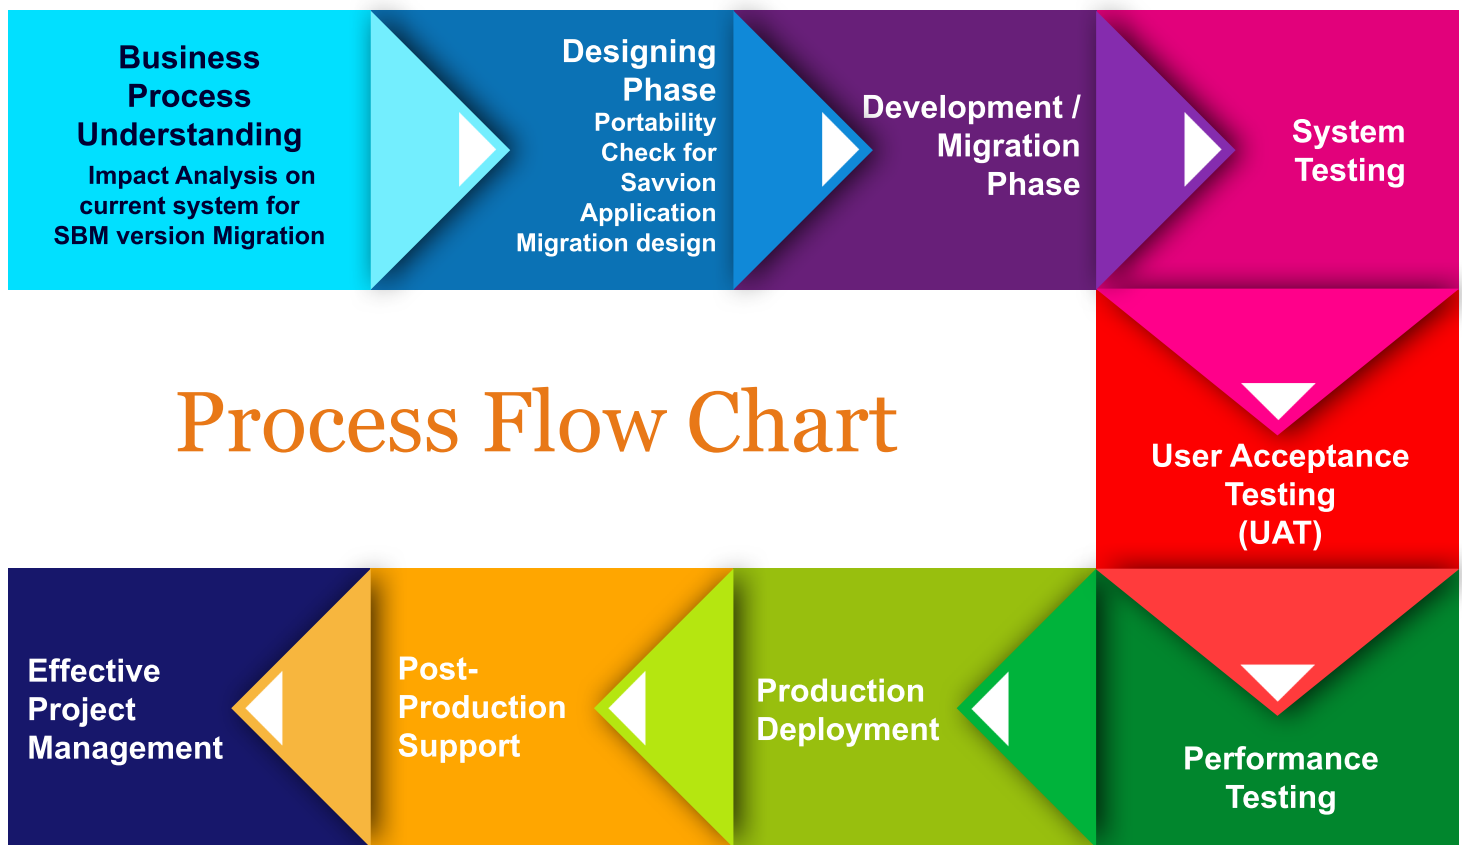 Business
Process
Understanding
Impact Analysis on
current system for
SBM version Migration
Designing
Phase
Portability
Check for
Savvion
Application
Migration design
Development /
Migration
Phase
System
Testing
Process Flow Chart
User Acceptance
Testing
(UAT)
Performance
Testing
Production
Deployment
Post-
Production
Support
Effective
Project
Management